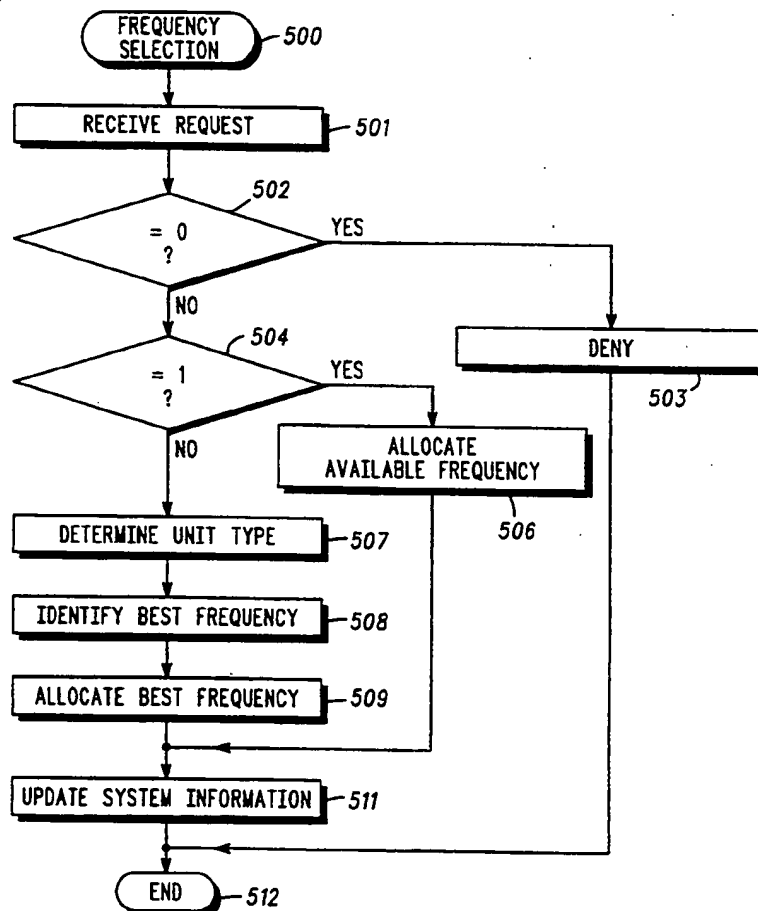 FREQUENCY
SELECTION
500
RECEIVE REQUEST
501
502
= 0
?
YES
NO
504
= 1
?
YES
NO
DENY
503
ALLOCATE
AVAILABLE FREQUENCY
506
DETERMINE UNIT TYPE
507
IDENTIFY BEST FREQUENCY
508
ALLOCATE BEST FREQUENCY
509
UPDATE SYSTEM INFORMATION
511
END
512